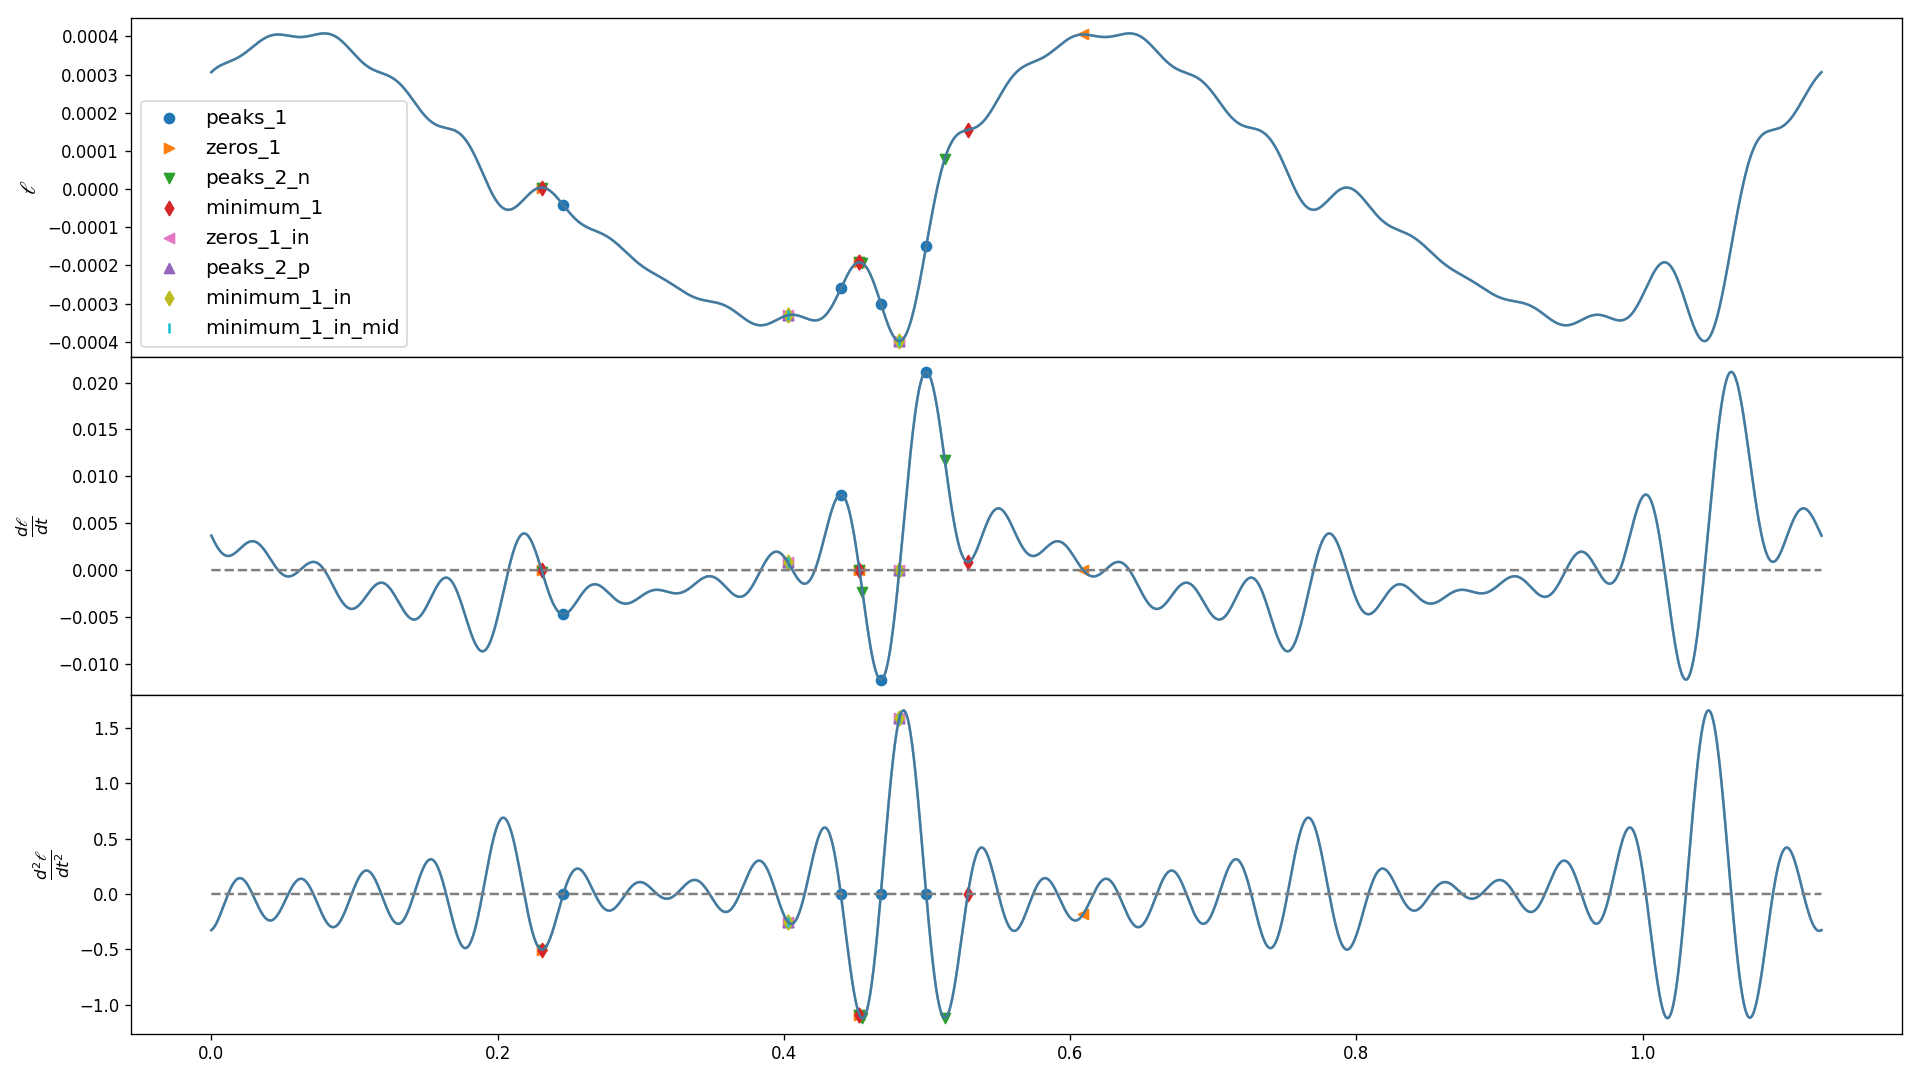 0.0004
0.0003
0.0002
0.0001
0.0000
−0.0001
−0.0002
−0.0003
−0.0004
ℓ
peaks_1
zeros_1
peaks_2_n
minimum_1
zeros_1_in
peaks_2_p
minimum_1_in
minimum_1_in_mid
0.020
0.015
0.010
0.005
0.000
−0.005
−0.010
dℓ
dt
1.5
1.0
0.5
0.0
−0.5
−1.0
d²ℓ
dt²
0.0 0.2 0.4 0.6 0.8 1.0